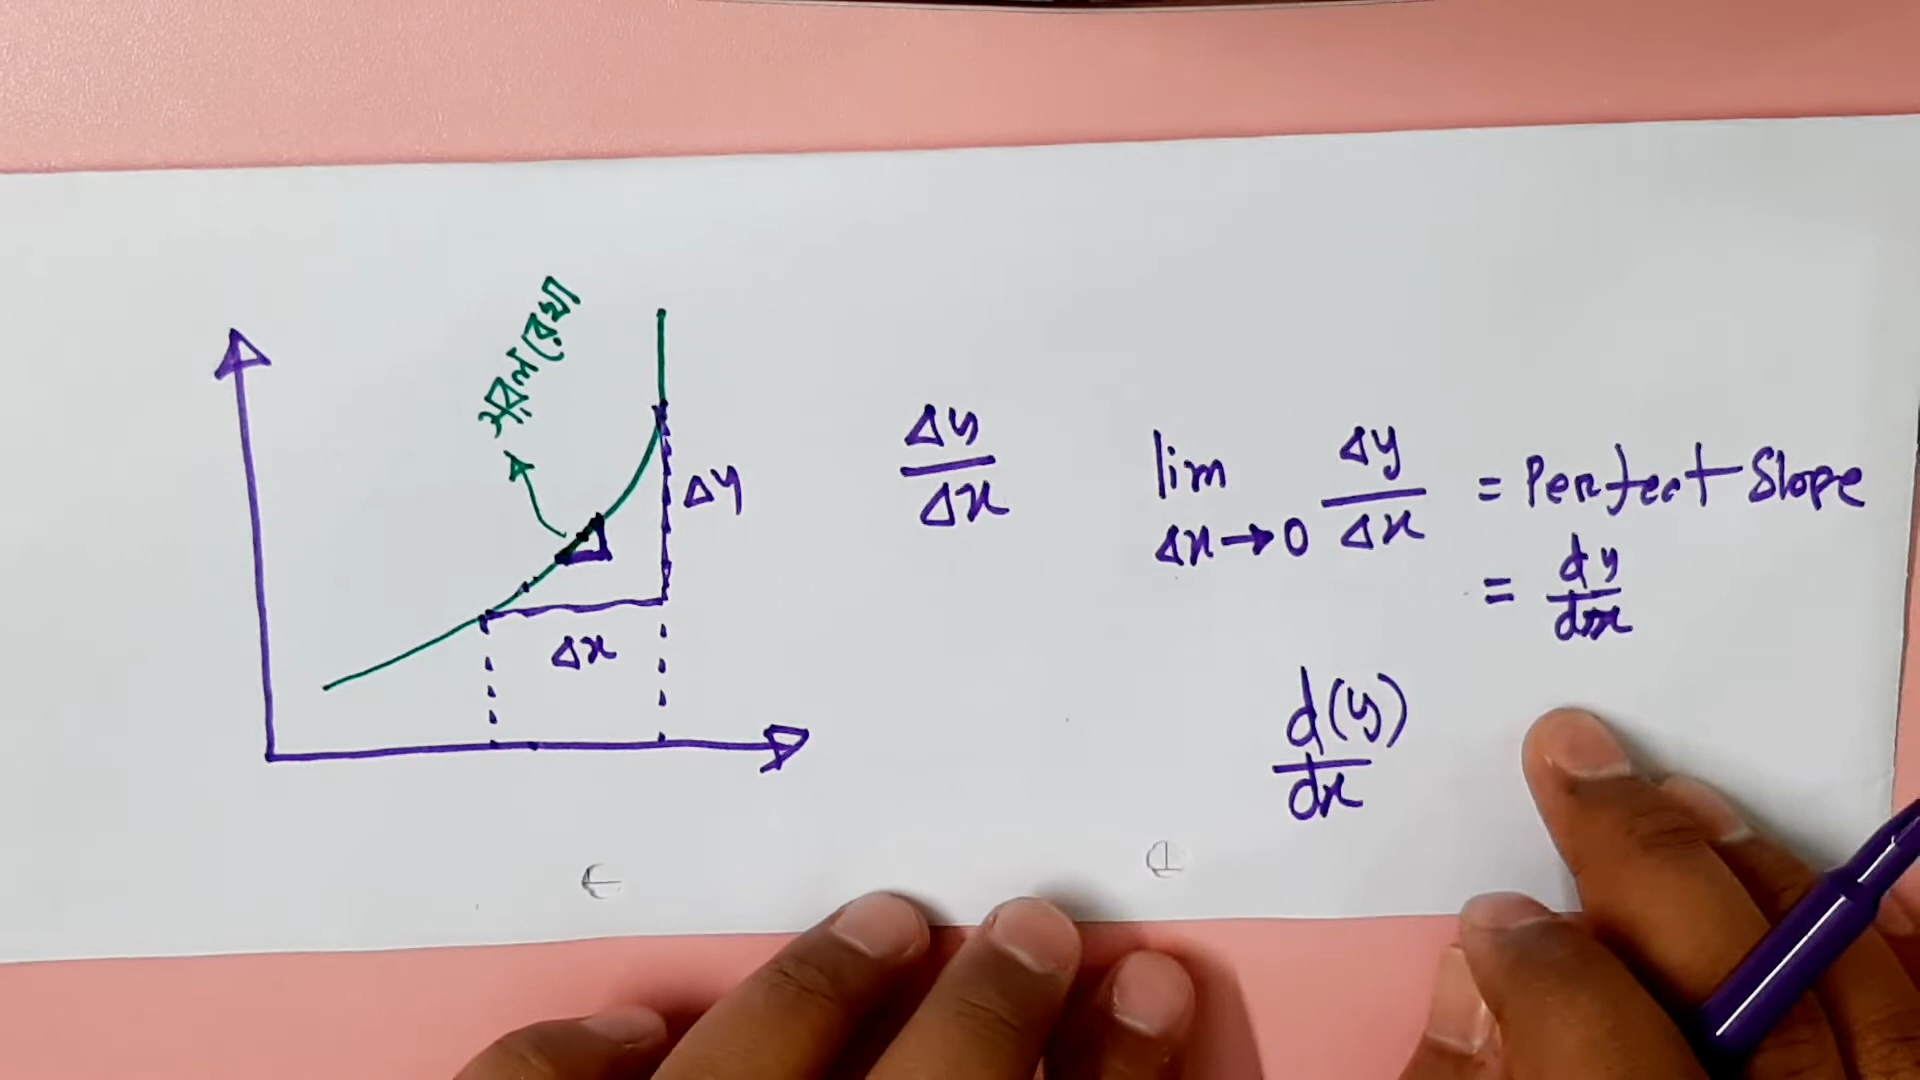 সরলরেখা
Δy
Δx
Δy
Δx
lim Δx→0 Δy/Δx = Perfect Slope
= dy/dx
d(y)/dx